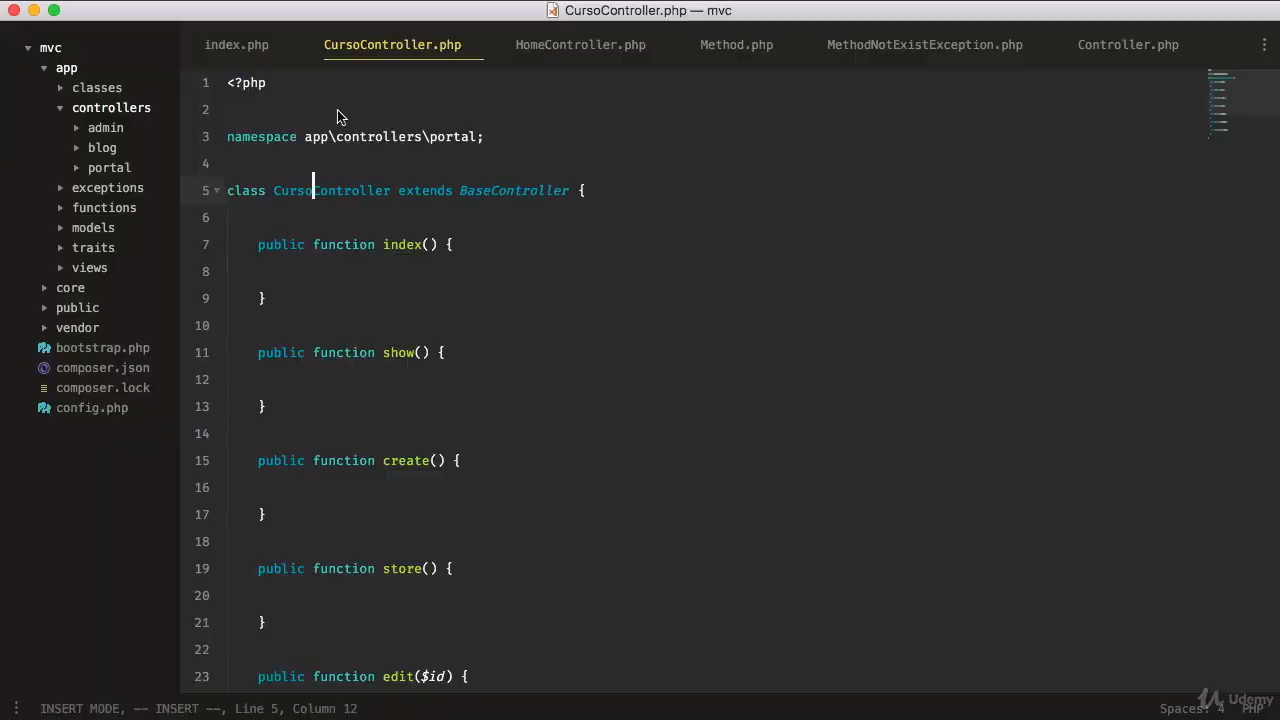 CursoController.php — mvc
mvc
app
classes
controllers
admin
blog
portal
exceptions
functions
models
traits
views
core
public
vendor
bootstrap.php
composer.json
composer.lock
config.php
index.php CursoController.php HomeController.php Method.php MethodNotExistException.php Controller.php
1 <?php
2
3 namespace app\controllers\portal;
4
5 class CursoController extends BaseController {
6
7 public function index() {
8
9 }
10
11 public function show() {
12
13 }
14
15 public function create() {
16
17 }
18
19 public function store() {
20
21 }
22
23 public function edit($id) {
INSERT MODE, -- INSERT --, Line 5, Column 12
Spaces: 4 PHP
Udemy